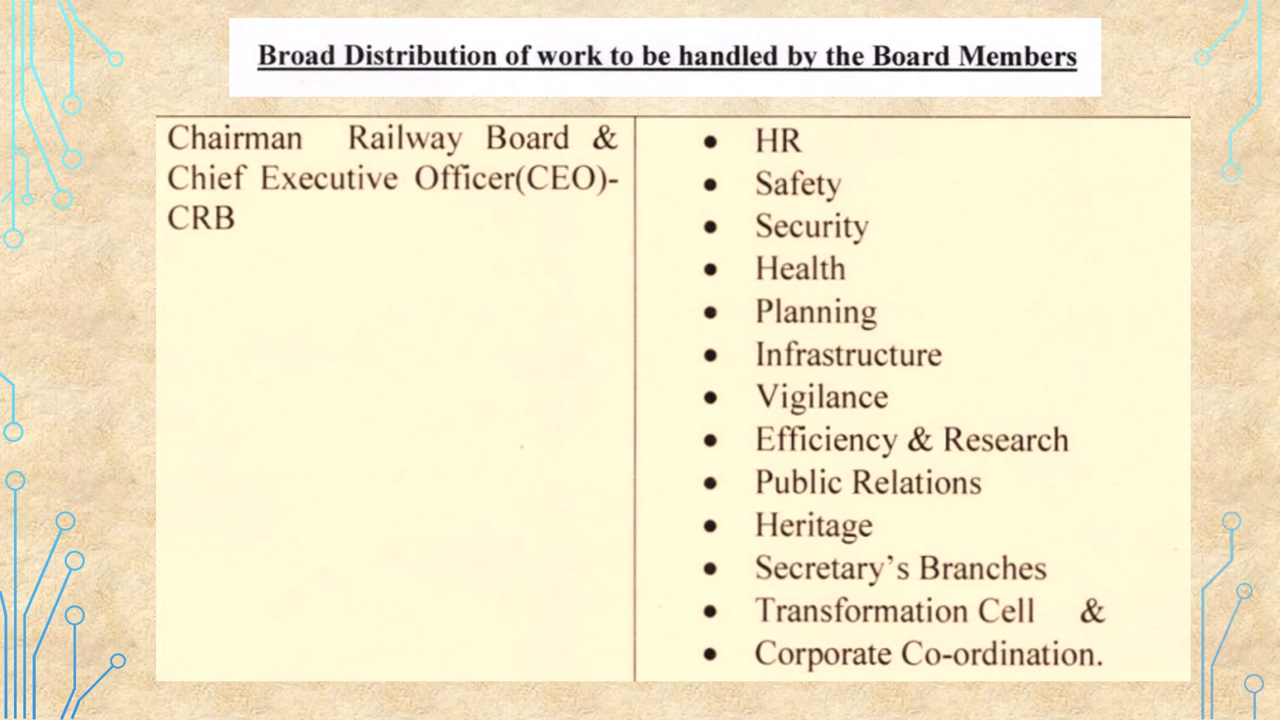 Broad Distribution of work to be handled by the Board Members
Chairman Railway Board &
Chief Executive Officer(CEO)-
CRB
• HR
• Safety
• Security
• Health
• Planning
• Infrastructure
• Vigilance
• Efficiency & Research
• Public Relations
• Heritage
• Secretary’s Branches
• Transformation Cell &
• Corporate Co-ordination.